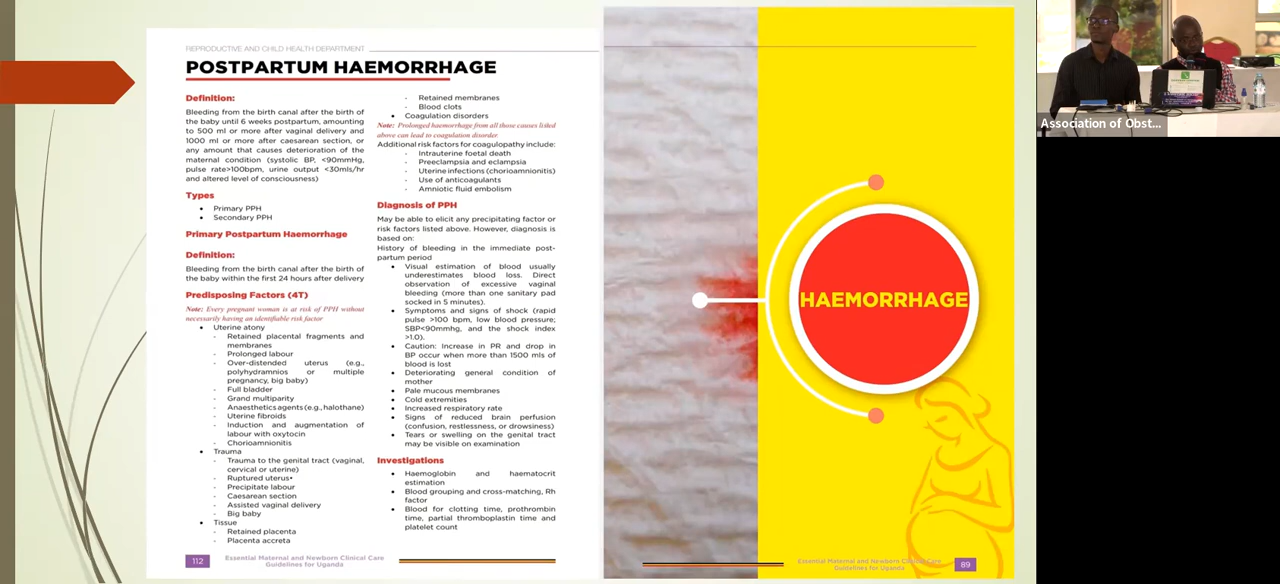 REPRODUCTIVE AND CHILD HEALTH DEPARTMENT
POSTPARTUM HAEMORRHAGE
Definition:
Bleeding from the birth canal after the birth of
the baby until 6 weeks postpartum, amounting
to 500 ml or more after vaginal delivery and
1000 ml or more after caesarean section, or
any amount that causes deterioration of the
maternal condition (systolic BP, <90mmHg,
pulse rate>100bpm, urine output <30mls/hr
and altered level of consciousness)
Types
• Primary PPH
• Secondary PPH
Primary Postpartum Haemorrhage
Definition:
Bleeding from the birth canal after the birth of
the baby within the first 24 hours after delivery
Predisposing Factors (4T)
Note: Every pregnant woman is at risk of PPH without
necessarily having an identifiable risk factor
• Uterine atony
- Retained placental fragments and
membranes
- Prolonged labour
- Over-distended uterus (e.g.,
polyhydramnios or multiple
pregnancy, big baby)
- Full bladder
- Grand multiparity
- Anaesthetic agents (e.g., halothane)
- Uterine fibroids
- Induction and augmentation of
labour with oxytocin
- Chorioamnionitis
• Trauma
- Trauma to the genital tract (vaginal,
cervical or uterine)
- Ruptured uterus•
- Precipitate labour
- Caesarean section
- Assisted vaginal delivery
- Big baby
• Tissue
- Retained placenta
- Placenta accreta
- Retained membranes
- Blood clots
• Coagulation disorders
Note: Prolonged haemorrhage from all those causes listed
above can lead to coagulation disorder
Additional risk factors for coagulopathy include:
- Intrauterine foetal death
- Preeclampsia and eclampsia
- Uterine infections (chorioamnionitis)
- Use of anticoagulants
- Amniotic fluid embolism
Diagnosis of PPH
May be able to elicit any precipitating factor or
risk factors listed above. However, diagnosis is
based on:
History of bleeding in the immediate post-
partum period
• Visual estimation of blood usually
underestimates blood loss. Direct
observation of excessive vaginal
bleeding (more than one sanitary pad
socked in 5 minutes).
• Symptoms and signs of shock (rapid
pulse >100 bpm, low blood pressure;
SBP<90mmhg, and the shock index
>1.0).
• Caution: Increase in PR and drop in
BP occur when more than 1500 mls of
blood is lost
• Deteriorating general condition of
mother
• Pale mucous membranes
• Cold extremities
• Increased respiratory rate
• Signs of reduced brain perfusion
(confusion, restlessness, or drowsiness)
• Tears or swelling on the genital tract
may be visible on examination
Investigations
• Haemoglobin and haematocrit
estimation
• Blood grouping and cross-matching, Rh
factor
• Blood for clotting time, prothrombin
time, partial thromboplastin time and
platelet count
112
Essential Maternal and Newborn Clinical Care
Guidelines for Uganda
HAEMORRHAGE
Essential Maternal and Newborn Clinical Care
Guidelines for Uganda
89
Association of Obst...